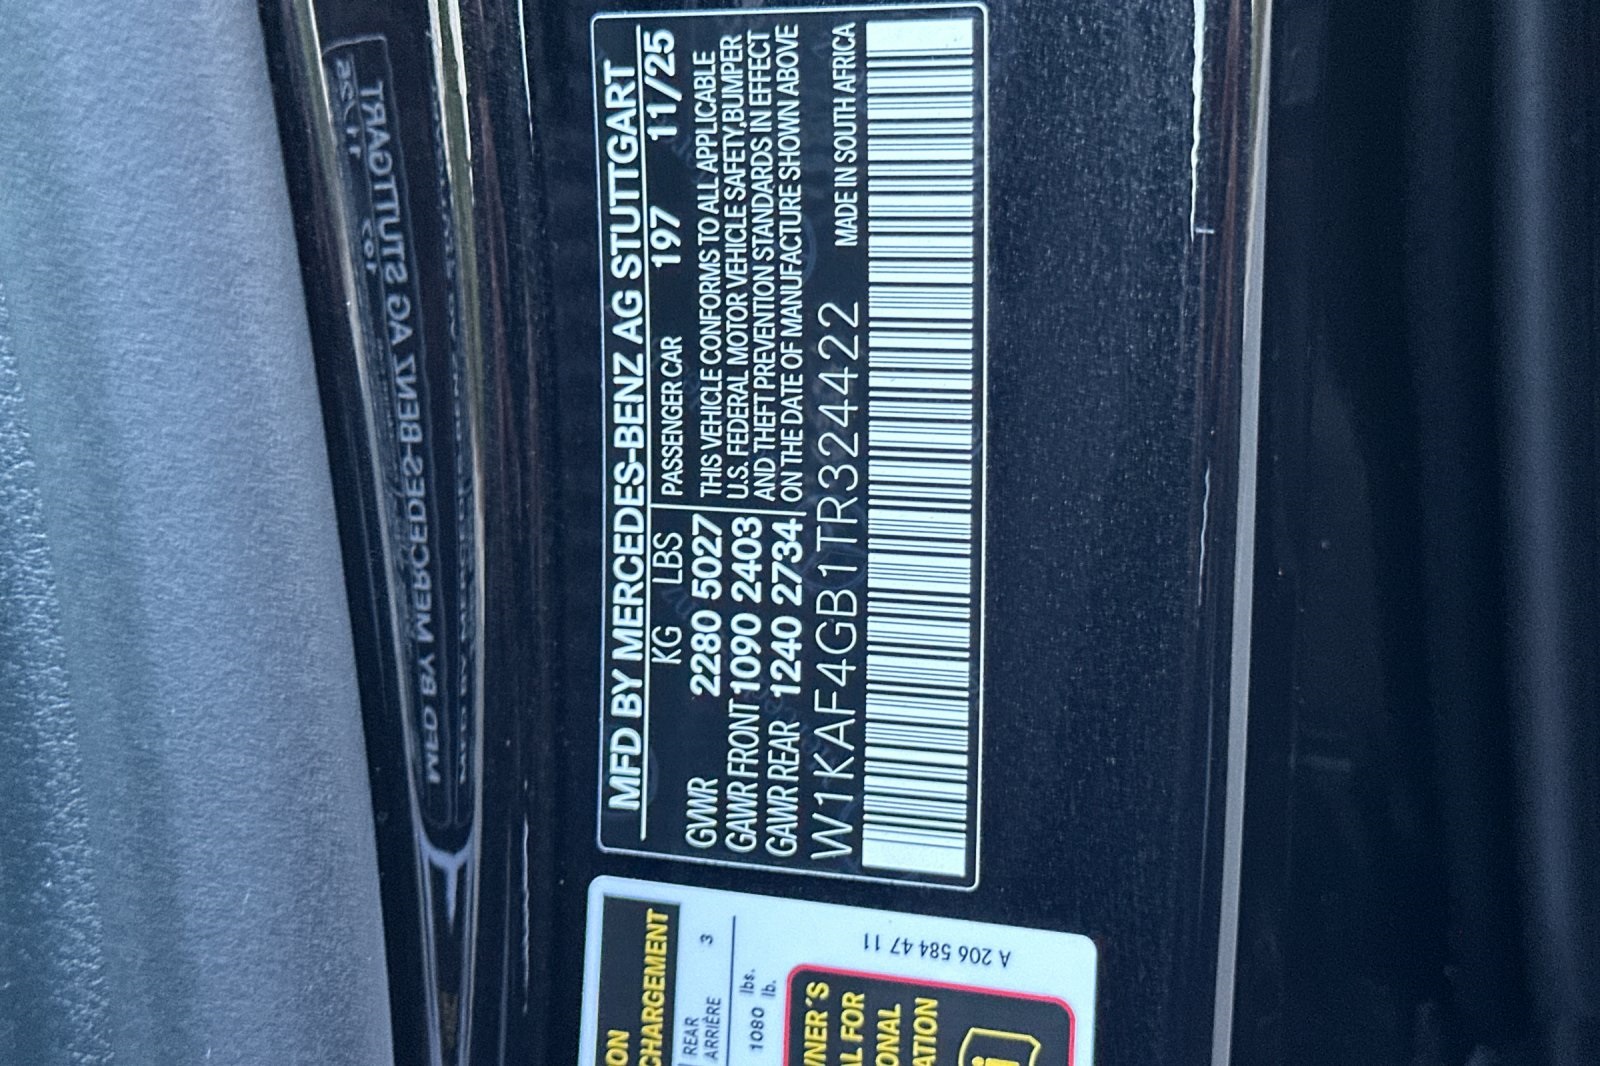 MFD BY MERCEDES-BENZ AG STUTTGART
KG LBS PASSENGER CAR 197 11/25
GVWR 2280 5027
GAWR FRONT 1090 2403
GAWR REAR 1240 2734
THIS VEHICLE CONFORMS TO ALL APPLICABLE
U.S. FEDERAL MOTOR VEHICLE SAFETY, BUMPER
AND THEFT PREVENTION STANDARDS IN EFFECT
ON THE DATE OF MANUFACTURE SHOWN ABOVE
W1KAF4GB1TR324422 MADE IN SOUTH AFRICA
CHARGEMENT
REAR 3
ARRIÈRE
1080 lbs.
lb.
A 206 584 47 11